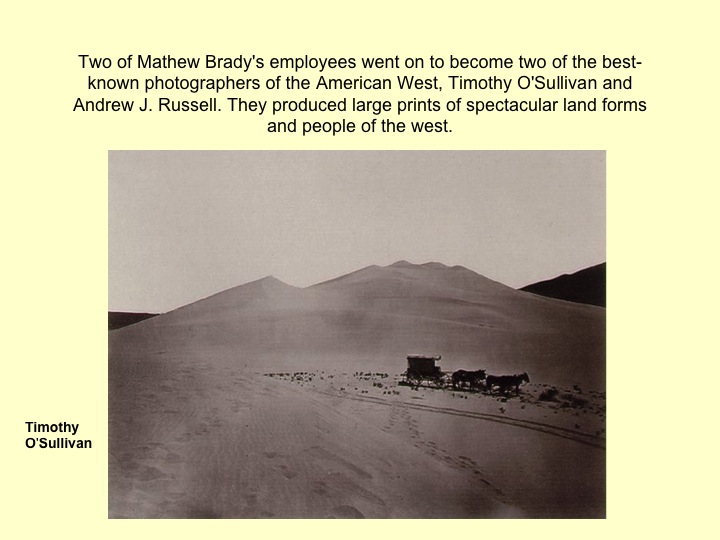 Two of Mathew Brady's employees went on to become two of the best-
known photographers of the American West, Timothy O'Sullivan and
Andrew J. Russell. They produced large prints of spectacular land forms
and people of the west.
Timothy
O'Sullivan